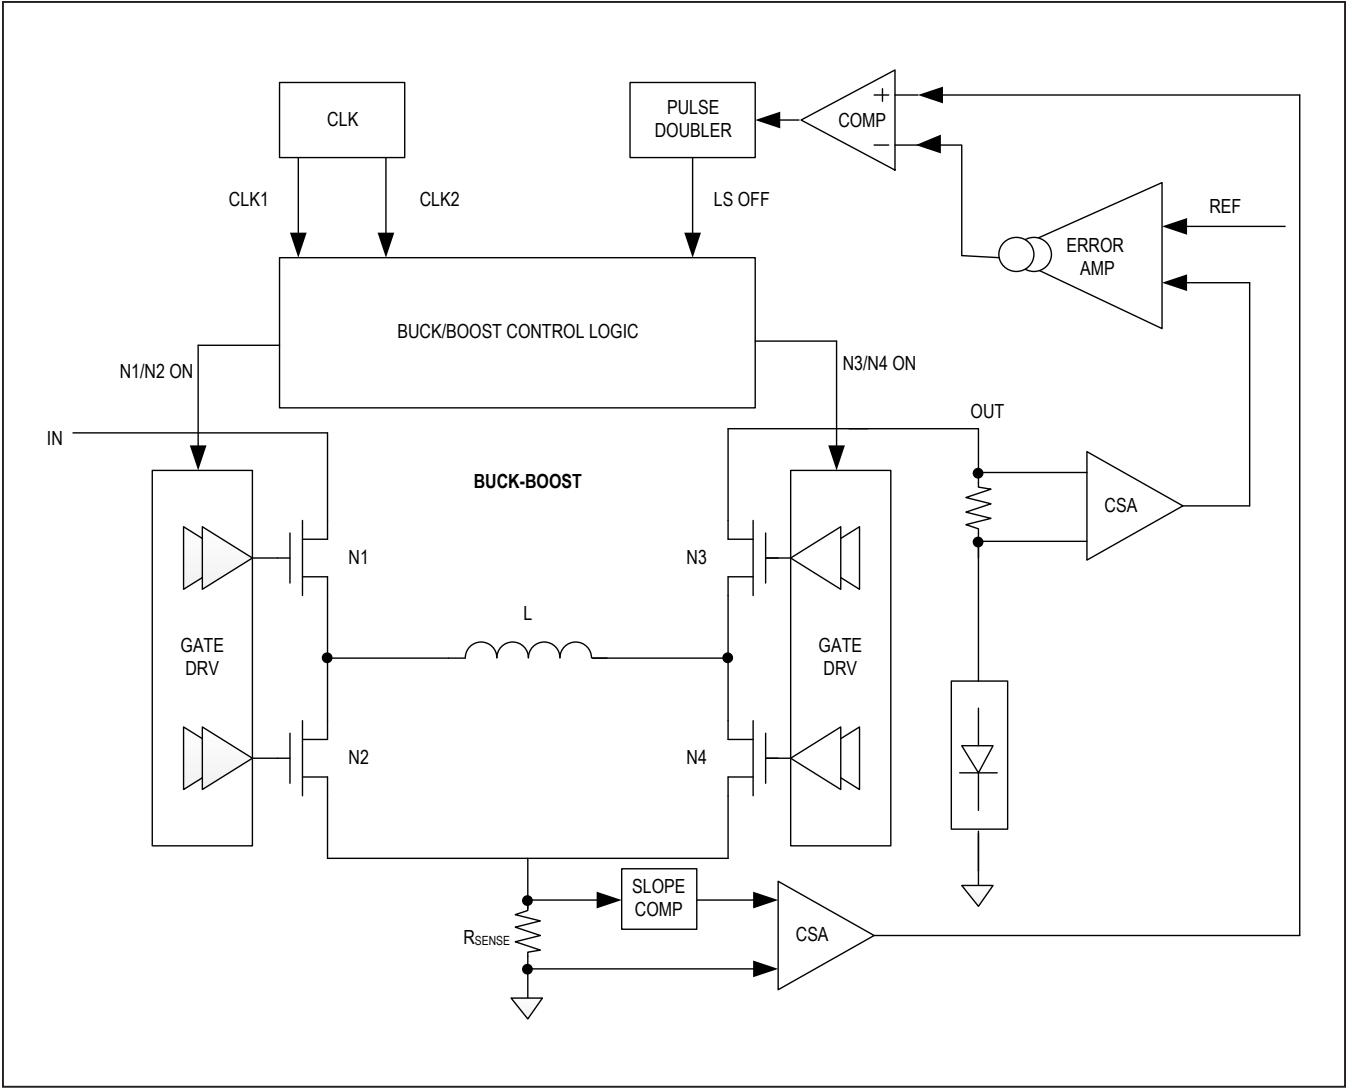 CLK
PULSE
DOUBLER
+
COMP
−
CLK1
CLK2
LS OFF
REF
ERROR
AMP
BUCK/BOOST CONTROL LOGIC
N1/N2 ON
N3/N4 ON
OUT
IN
BUCK-BOOST
CSA
N1
N3
L
GATE
DRV
GATE
DRV
N2
N4
SLOPE
COMP
RSENSE
CSA